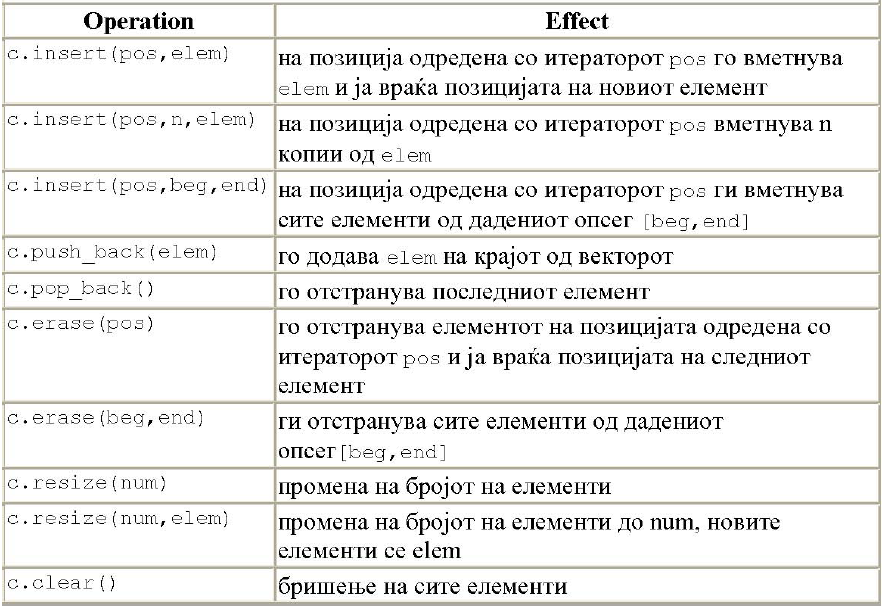 Operation Effect
c.insert(pos,elem) на позиција одредена со итераторот pos го вметнува
elem и ја враќа позицијата на новиот елемент
c.insert(pos,n,elem) на позиција одредена со итераторот pos вметнува n
копии од elem
c.insert(pos,beg,end) на позиција одредена со итераторот pos ги вметнува
сите елементи од дадениот опсег [beg,end]
c.push_back(elem) го додава elem на крајот од векторот
c.pop_back() го отстранува последниот елемент
c.erase(pos) го отстранува елементот на позицијата одредена со
итераторот pos и ја враќа позицијата на следниот
елемент
c.erase(beg,end) ги отстранува сите елементи од дадениот
опсег[beg,end]
c.resize(num) промена на бројот на елементи
c.resize(num,elem) промена на бројот на елементи до num, новите
елементи се elem
c.clear() бришење на сите елементи